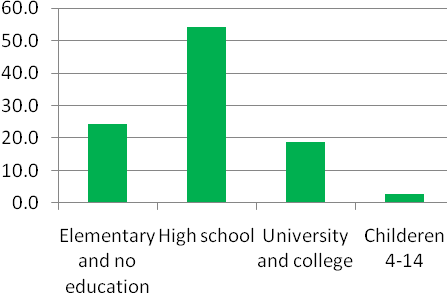 60.0
50.0
40.0
30.0
20.0
10.0
0.0
Elementary and no education
High school
University and college
Childeren 4-14